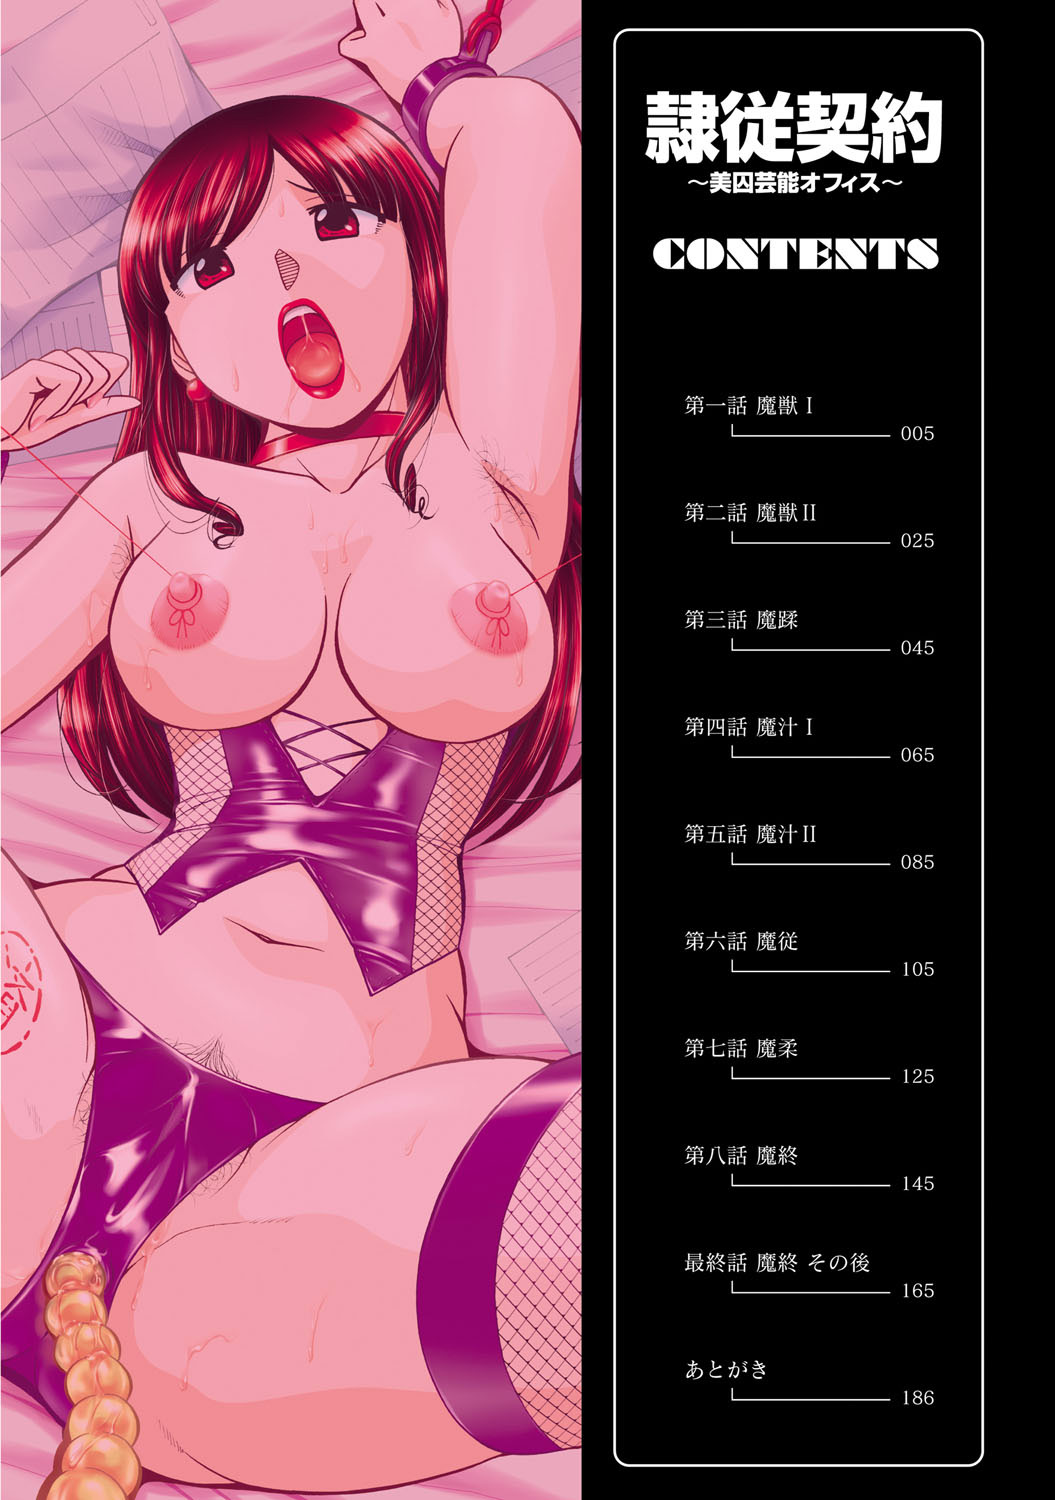 隷従契約
～美囚芸能オフィス～
CONTENTS
第一話 魔獣Ⅰ
005
第二話 魔獣Ⅱ
025
第三話 魔蹂
045
第四話 魔汁Ⅰ
065
第五話 魔汁Ⅱ
085
第六話 魔従
105
第七話 魔柔
125
第八話 魔終
145
最終話 魔終 その後
165
あとがき
186